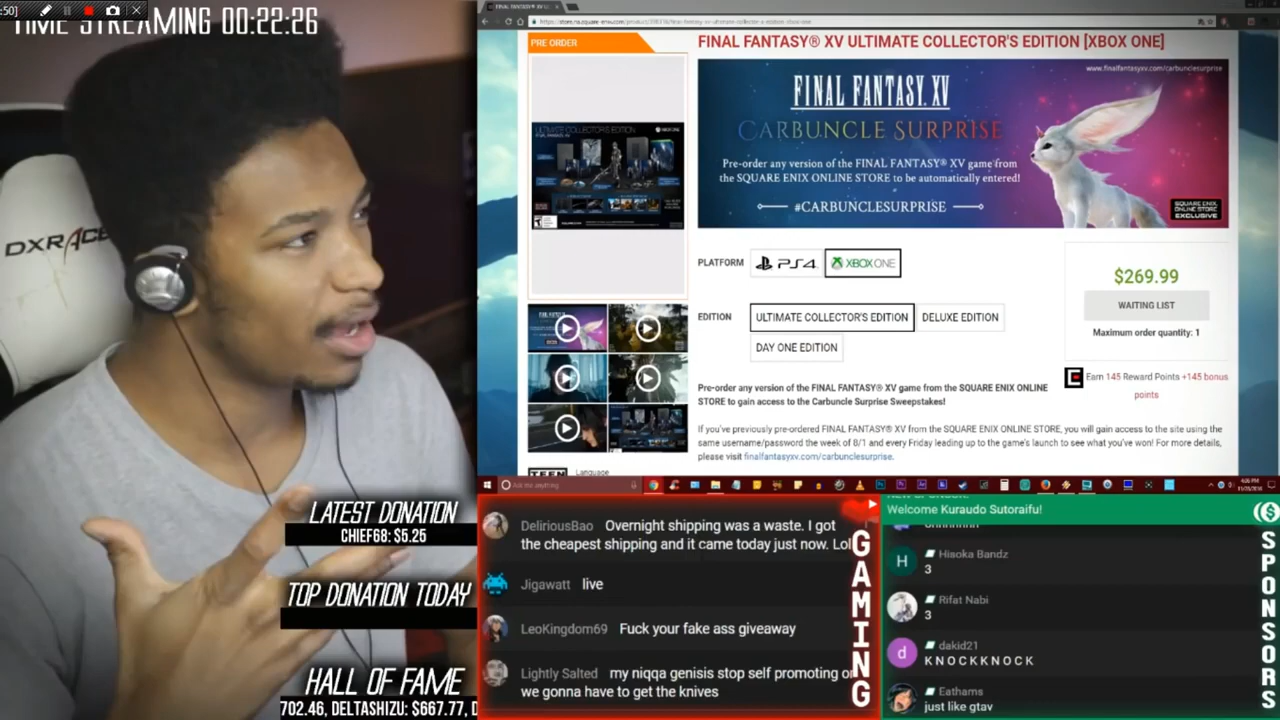 :50]
TIME STREAMING 00:22:26
DXRACE
LATEST DONATION
CHIEF68: $5.25
TOP DONATION TODAY
HALL OF FAME
702.46, DELTASHIZU: $667.77, D
PRE ORDER
FINAL FANTASY® XV ULTIMATE COLLECTOR'S EDITION [XBOX ONE]
www.finalfantasyxv.com/carbunclesurprise
FINAL FANTASY XV
CARBUNCLE SURPRISE
Pre-order any version of the FINAL FANTASY® XV game from
the SQUARE ENIX ONLINE STORE to be automatically entered!
#CARBUNCLESURPRISE
SQUARE ENIX
ONLINE STORE
EXCLUSIVE
ULTIMATE COLLECTOR'S EDITION
PLATFORM
PS4
XBOX ONE
$269.99
WAITING LIST
Maximum order quantity: 1
EDITION
ULTIMATE COLLECTOR'S EDITION
DELUXE EDITION
DAY ONE EDITION
Earn 145 Reward Points +145 bonus
points
Pre-order any version of the FINAL FANTASY® XV game from the SQUARE ENIX ONLINE
STORE to gain access to the Carbuncle Surprise Sweepstakes!
If you've previously pre-ordered FINAL FANTASY® XV from the SQUARE ENIX ONLINE STORE, you will gain access to the site using the
same username/password the week of 8/1 and every Friday leading up to the game's launch to see what you've won! For more details,
please visit finalfantasyxv.com/carbunclesurprise.
TEEN
Language
Ask me anything
DeliriousBao Overnight shipping was a waste. I got
the cheapest shipping and it came today just now. Lol
Jigawatt live
LeoKingdom69 Fuck your fake ass giveaway
Lightly Salted my niqqa genisis stop self promoting or
we gonna have to get the knives
GAMING
NEW SPONSOR!
Welcome Kuraudo Sutoraifu!
H
Hisoka Bandz
3
Rifat Nabi
3
d
dakid21
K N O C K K N O C K
Eathams
just like gtav
SPONSORS